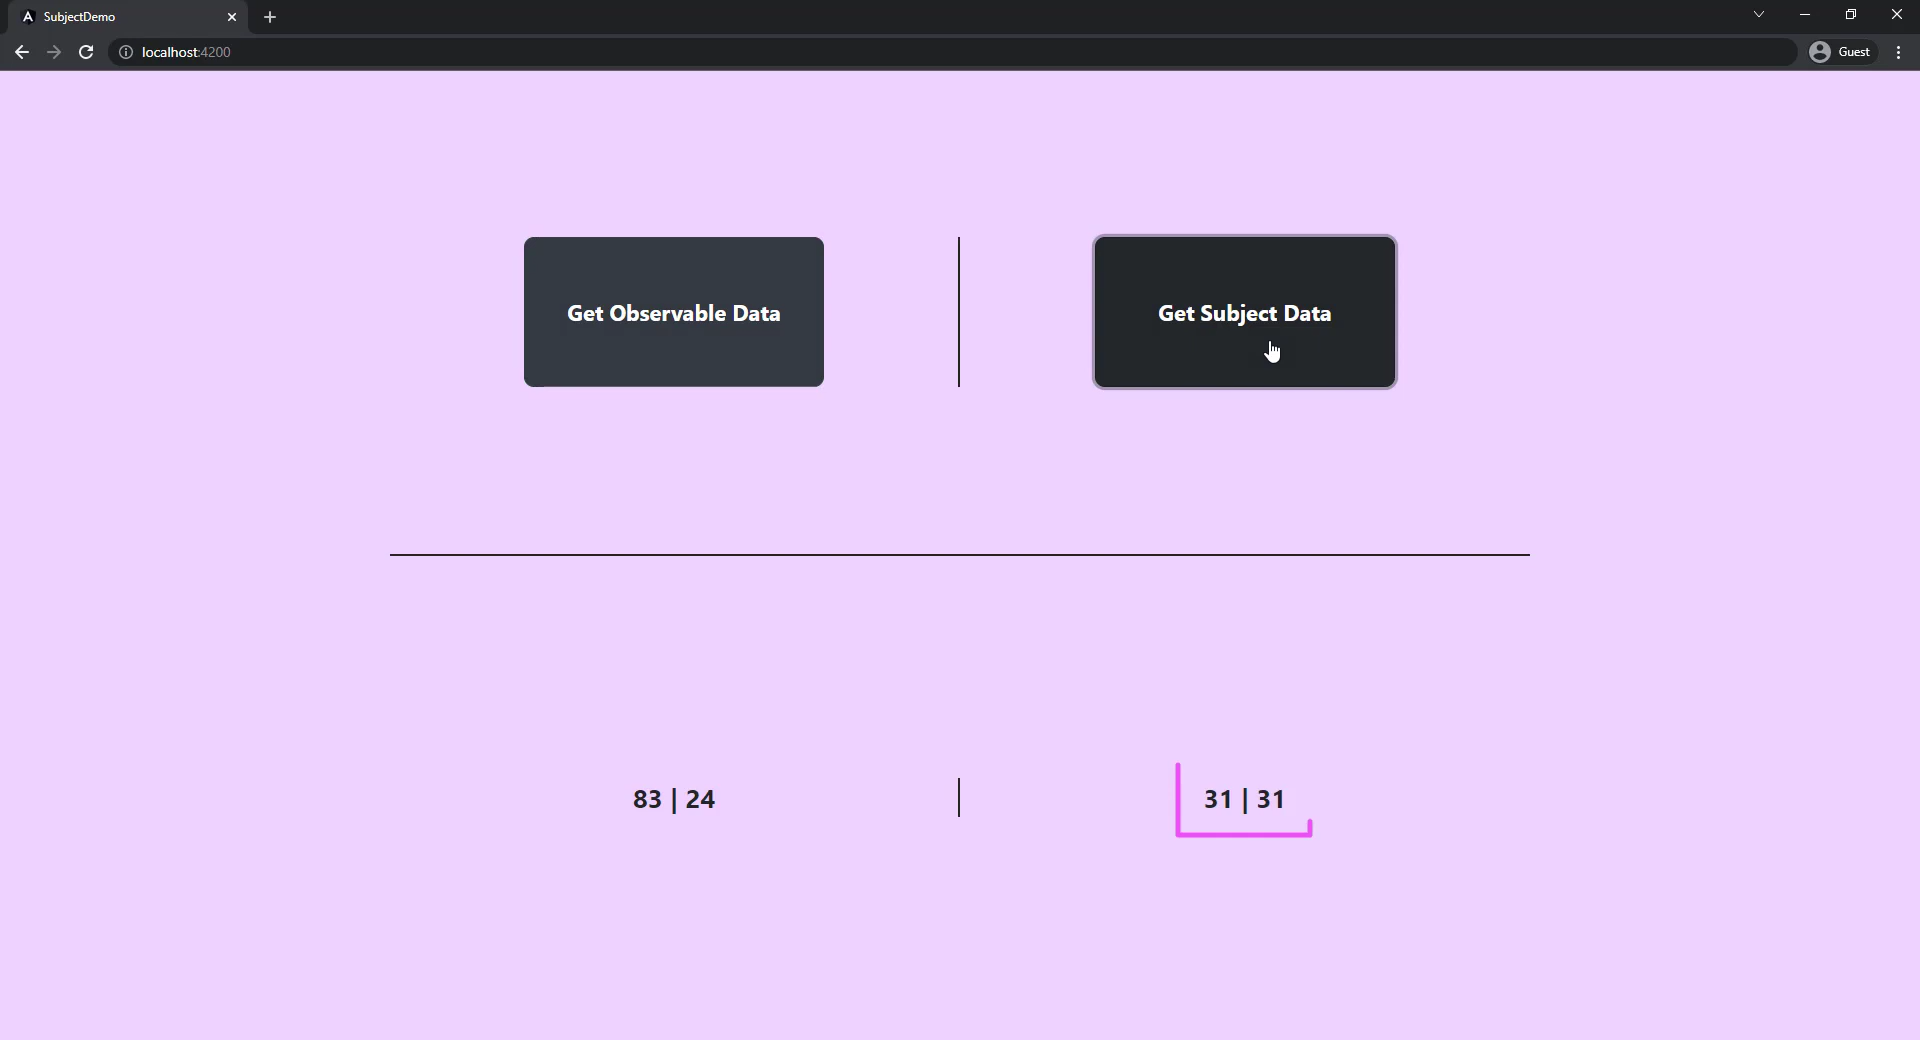 SubjectDemo
localhost:4200
Guest
Get Observable Data
Get Subject Data
83 | 24
31 | 31